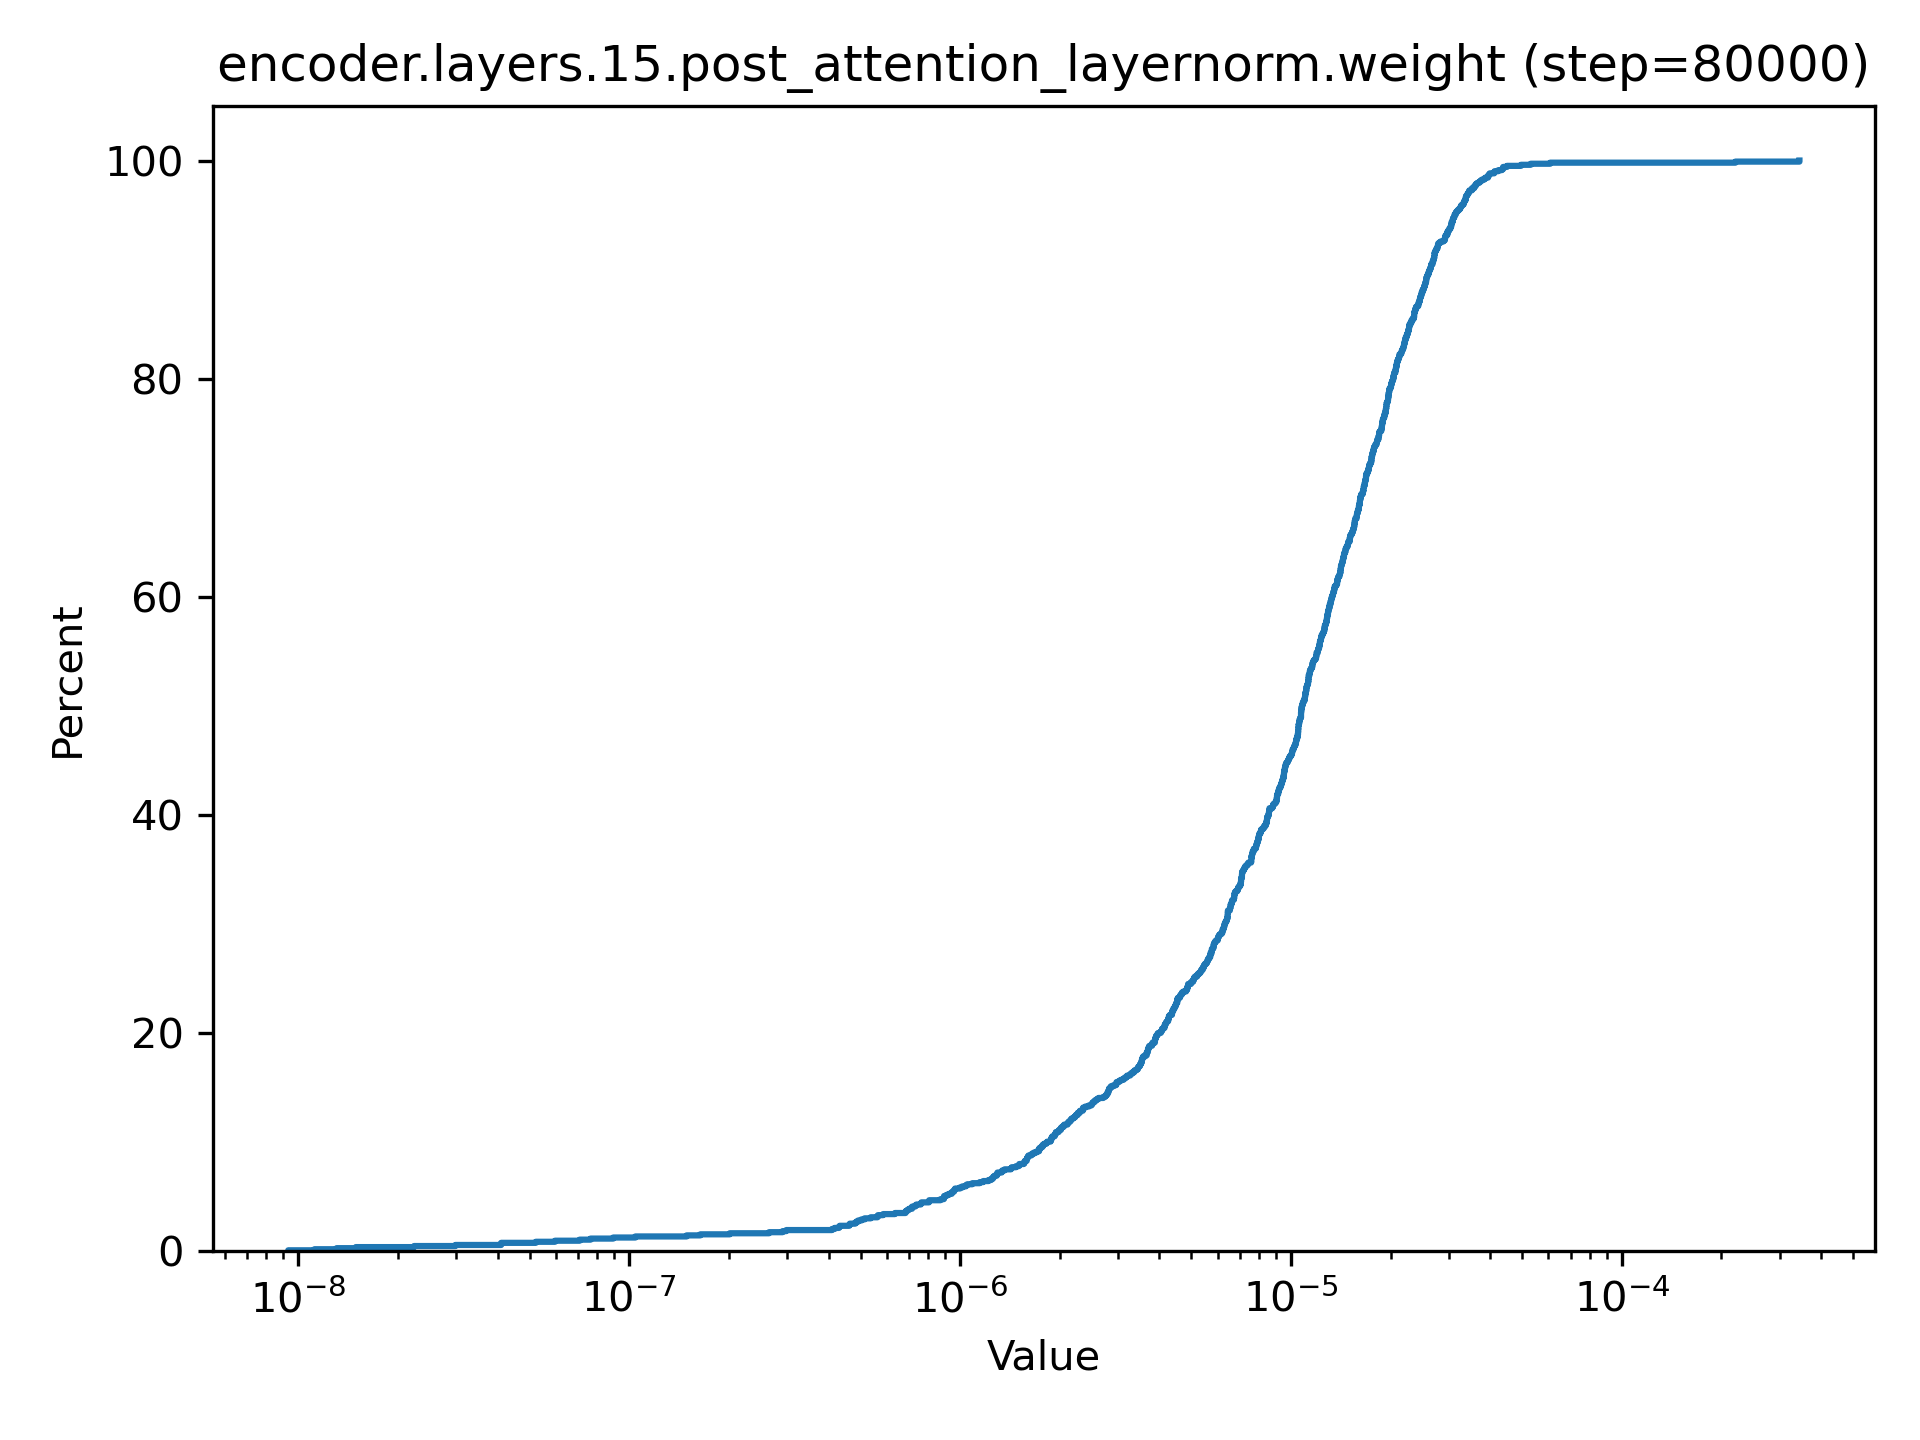 encoder.layers.15.post_attention_layernorm.weight (step=80000)
100
80
60
40
20
0
Percent
10⁻⁸ 10⁻⁷ 10⁻⁶ 10⁻⁵ 10⁻⁴
Value